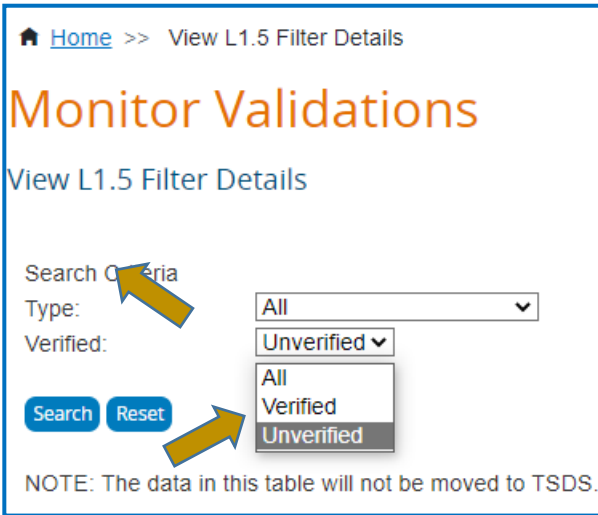 Home >> View L1.5 Filter Details
Monitor Validations
View L1.5 Filter Details
Search Criteria
Type: All
Verified: Unverified
All
Verified
Unverified
Search Reset
NOTE: The data in this table will not be moved to TSDS.